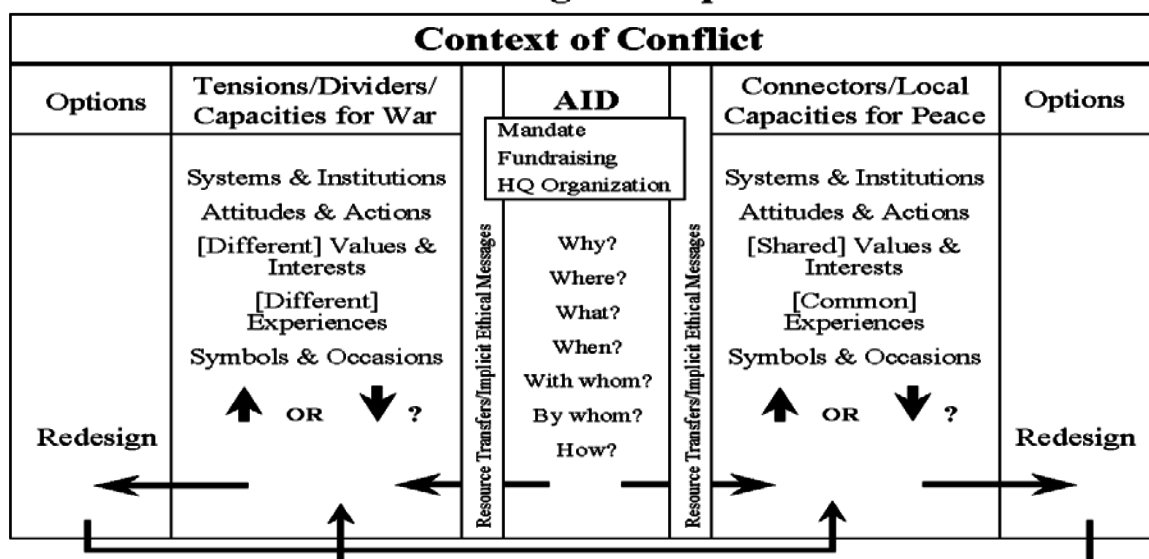 Context of Conflict
Options
Tensions/Dividers/
Capacities for War
AID
Connectors/Local
Capacities for Peace
Options
Mandate
Fundraising
HQ Organization
Systems & Institutions
Attitudes & Actions
[Different] Values &
Interests
[Different]
Experiences
Symbols & Occasions
OR ?
Redesign
Resource Transfers/Implicit Ethical Messages
Why?
Where?
What?
When?
With whom?
By whom?
How?
Resource Transfers/Implicit Ethical Messages
Systems & Institutions
Attitudes & Actions
[Shared] Values &
Interests
[Common]
Experiences
Symbols & Occasions
OR ?
Redesign